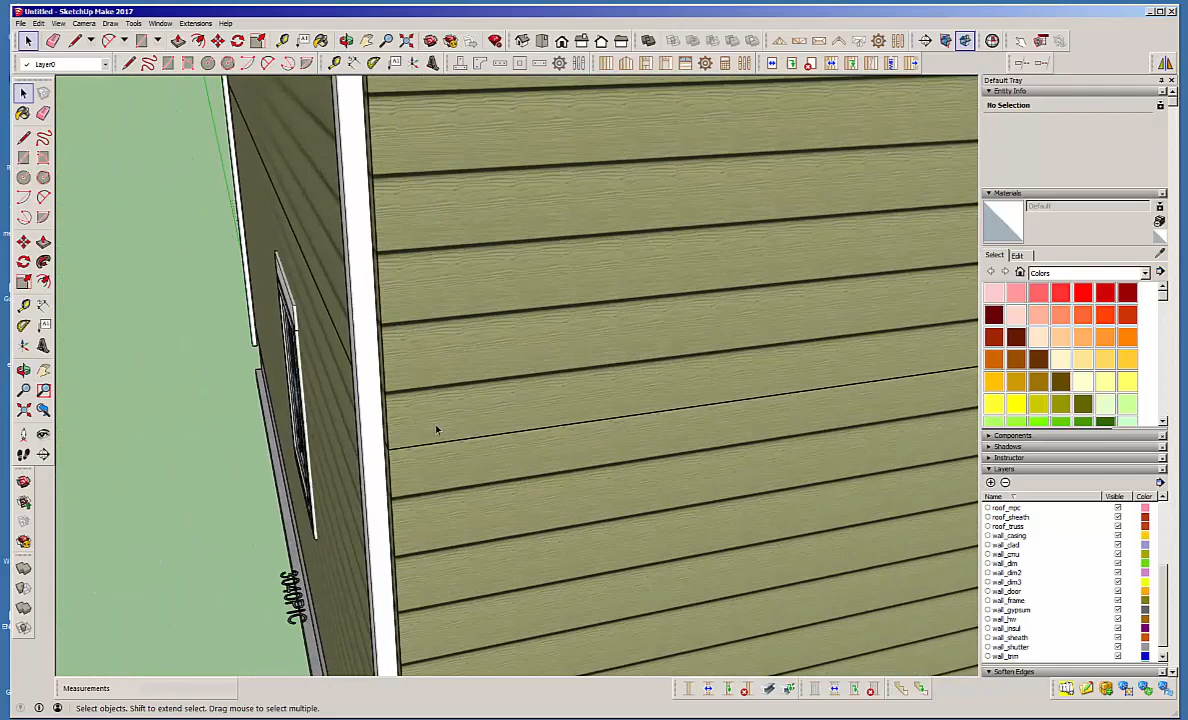 Untitled - SketchUp Make 2017
File Edit View Camera Draw Tools Window Extensions Help
Layer0
Default Tray
Entity Info
No Selection
Materials
Default
Select Edit
Colors
Components
Shadows
Instructor
Layers
Name Visible Color
roof_mpc
roof_sheath
roof_truss
wall_casing
wall_clad
wall_cmu
wall_dim
wall_dim2
wall_dim3
wall_door
wall_frame
wall_gypsum
wall_hw
wall_insul
wall_sheath
wall_shutter
wall_trim
Soften Edges
3040PIC
Measurements
Select objects. Shift to extend select. Drag mouse to select multiple.